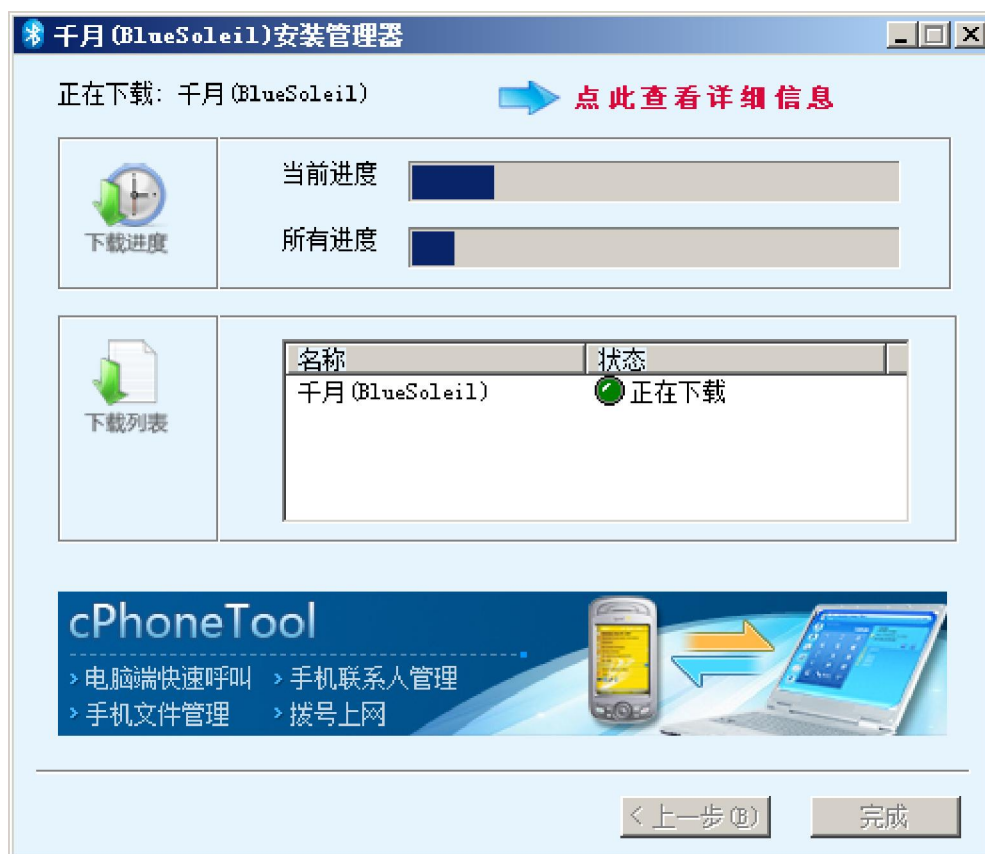 千月(BlueSoleil)安装管理器
正在下载: 千月(BlueSoleil)
点此查看详细信息
当前进度
所有进度
下载进度
名称 状态
千月(BlueSoleil) 正在下载
下载列表
cPhoneTool
›电脑端快速呼叫 ›手机联系人管理
›手机文件管理 ›拨号上网
<上一步(B) 完成